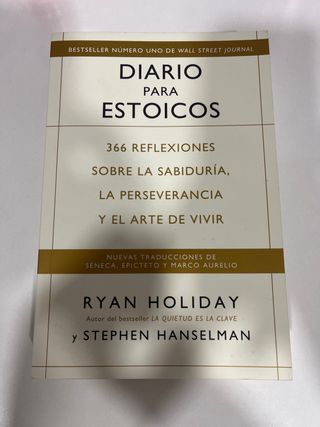 BESTSELLER NÚMERO UNO DE WALL STREET JOURNAL
DIARIO
PARA
ESTOICOS
366 REFLEXIONES
SOBRE LA SABIDURÍA,
LA PERSEVERANCIA
Y EL ARTE DE VIVIR
NUEVAS TRADUCCIONES DE
SÉNECA, EPICTETO Y MARCO AURELIO
RYAN HOLIDAY
Autor del bestseller LA QUIETUD ES LA CLAVE
y STEPHEN HANSELMAN